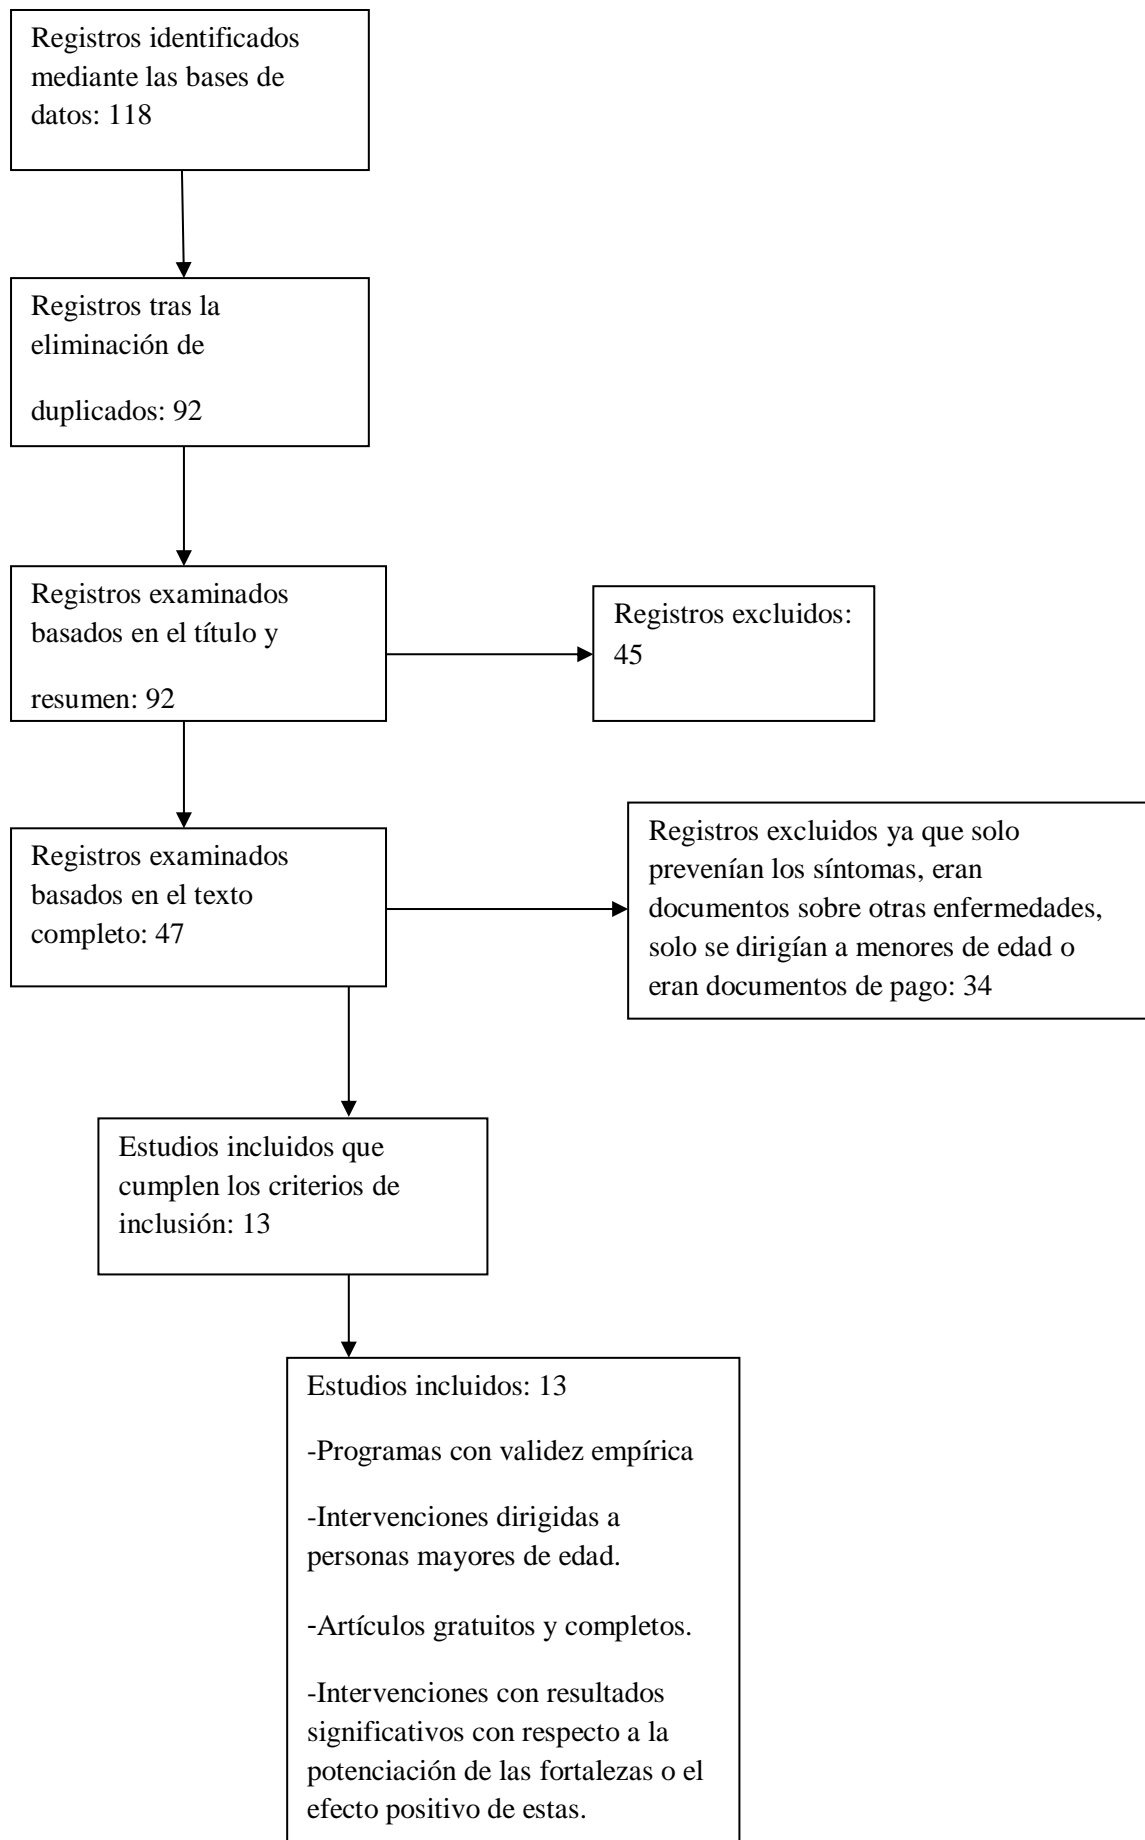 Registros identificados
mediante las bases de
datos: 118
Registros tras la
eliminación de
duplicados: 92
Registros examinados
basados en el título y
resumen: 92
Registros excluidos:
45
Registros examinados
basados en el texto
completo: 47
Registros excluidos ya que solo
prevenían los síntomas, eran
documentos sobre otras enfermedades,
solo se dirigían a menores de edad o
eran documentos de pago: 34
Estudios incluidos que
cumplen los criterios de
inclusión: 13
Estudios incluidos: 13
-Programas con validez empírica
-Intervenciones dirigidas a
personas mayores de edad.
-Artículos gratuitos y completos.
-Intervenciones con resultados
significativos con respecto a la
potenciación de las fortalezas o el
efecto positivo de estas.